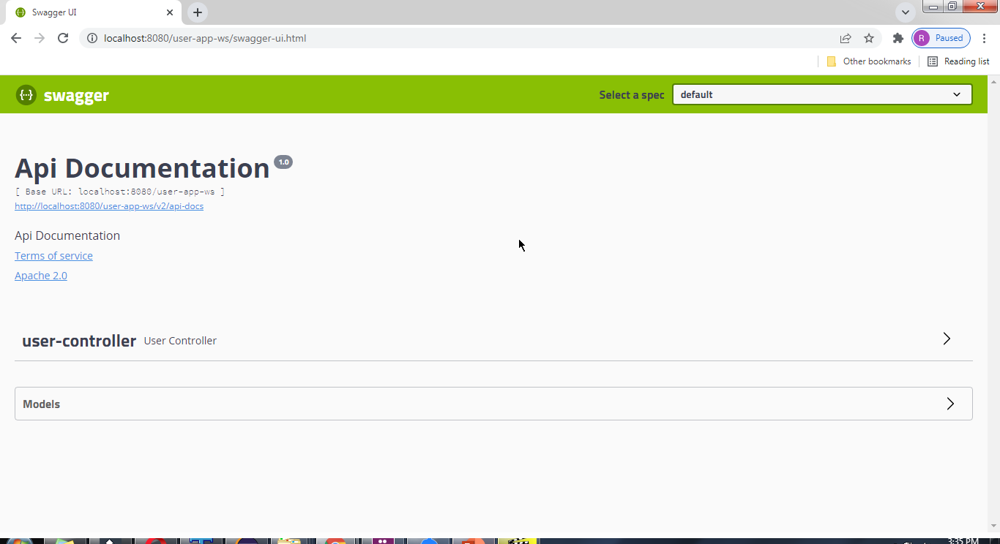 Swagger UI
localhost:8080/user-app-ws/swagger-ui.html
R Paused
Other bookmarks
Reading list
{··} swagger
Select a spec
default
Api Documentation 1.0
[ Base URL: localhost:8080/user-app-ws ]
http://localhost:8080/user-app-ws/v2/api-docs
Api Documentation
Terms of service
Apache 2.0
user-controller User Controller
Models
3:35 PM